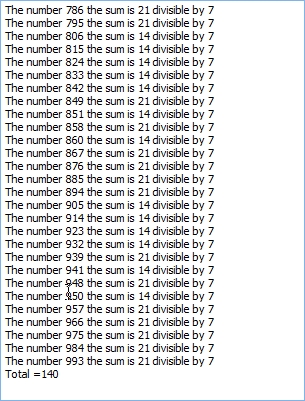 The number 786 the sum is 21 divisible by 7
The number 795 the sum is 21 divisible by 7
The number 806 the sum is 14 divisible by 7
The number 815 the sum is 14 divisible by 7
The number 824 the sum is 14 divisible by 7
The number 833 the sum is 14 divisible by 7
The number 842 the sum is 14 divisible by 7
The number 849 the sum is 21 divisible by 7
The number 851 the sum is 14 divisible by 7
The number 858 the sum is 21 divisible by 7
The number 860 the sum is 14 divisible by 7
The number 867 the sum is 21 divisible by 7
The number 876 the sum is 21 divisible by 7
The number 885 the sum is 21 divisible by 7
The number 894 the sum is 21 divisible by 7
The number 905 the sum is 14 divisible by 7
The number 914 the sum is 14 divisible by 7
The number 923 the sum is 14 divisible by 7
The number 932 the sum is 14 divisible by 7
The number 939 the sum is 21 divisible by 7
The number 941 the sum is 14 divisible by 7
The number 948 the sum is 21 divisible by 7
The number 950 the sum is 14 divisible by 7
The number 957 the sum is 21 divisible by 7
The number 966 the sum is 21 divisible by 7
The number 975 the sum is 21 divisible by 7
The number 984 the sum is 21 divisible by 7
The number 993 the sum is 21 divisible by 7
Total =140